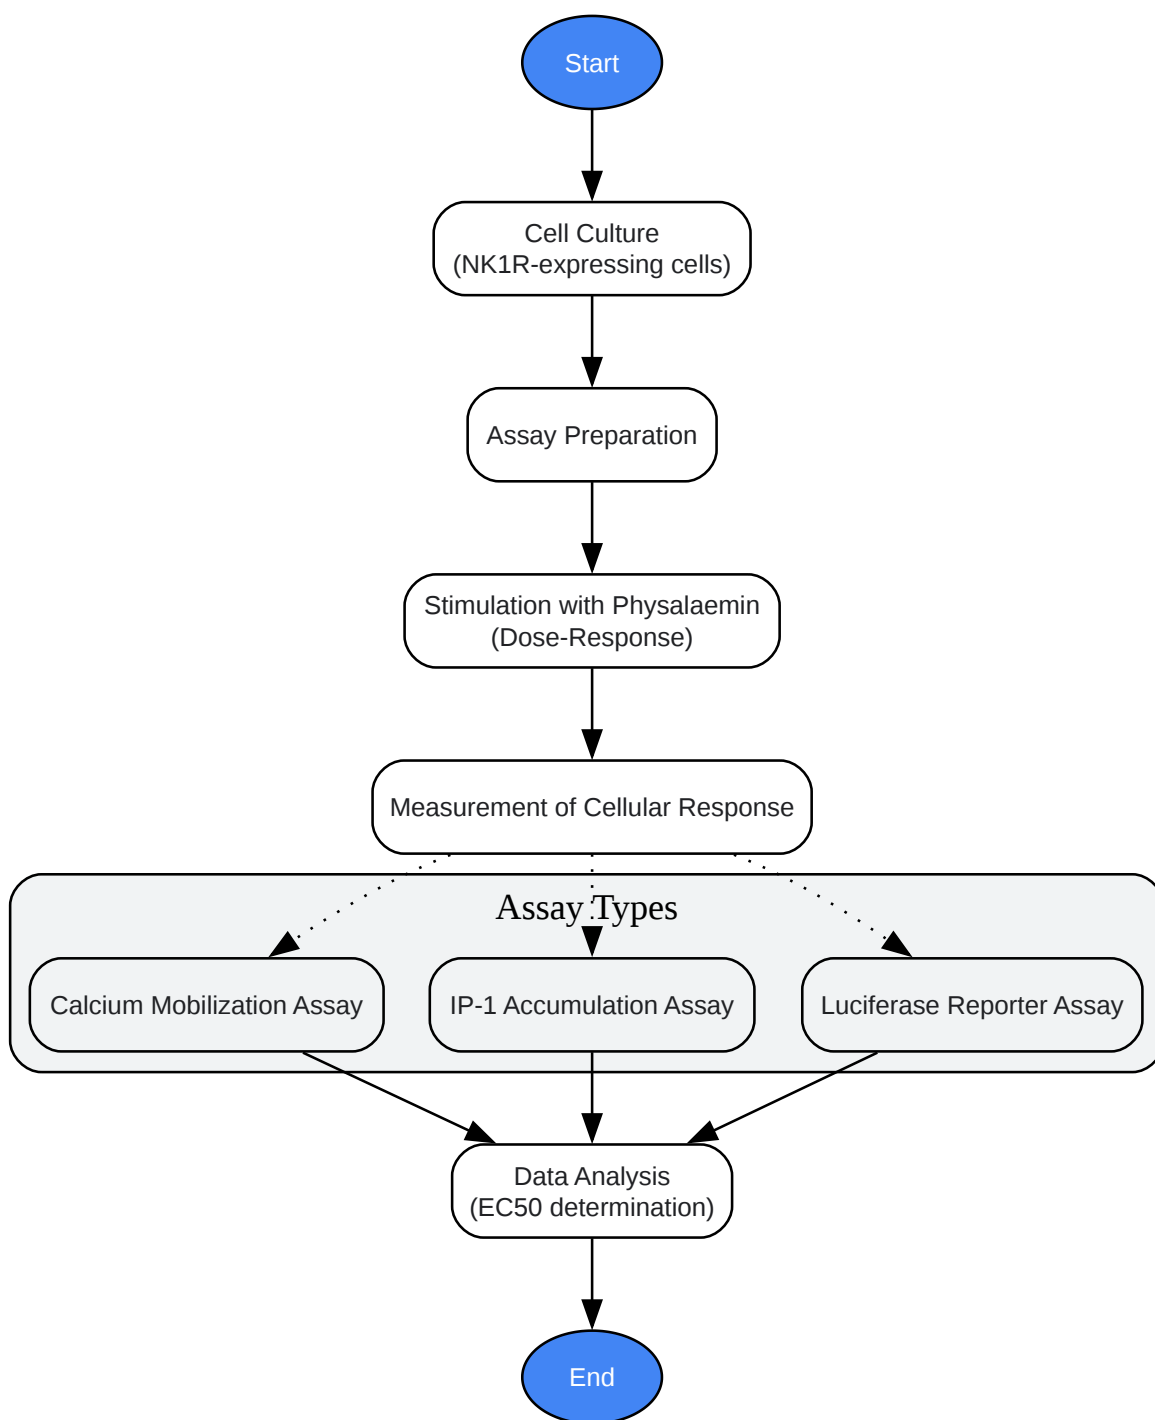 Start
Cell Culture
(NK1R-expressing cells)
Assay Preparation
Stimulation with Physalaemin
(Dose-Response)
Measurement of Cellular Response
Assay Types
Calcium Mobilization Assay
IP-1 Accumulation Assay
Luciferase Reporter Assay
Data Analysis
(EC50 determination)
End